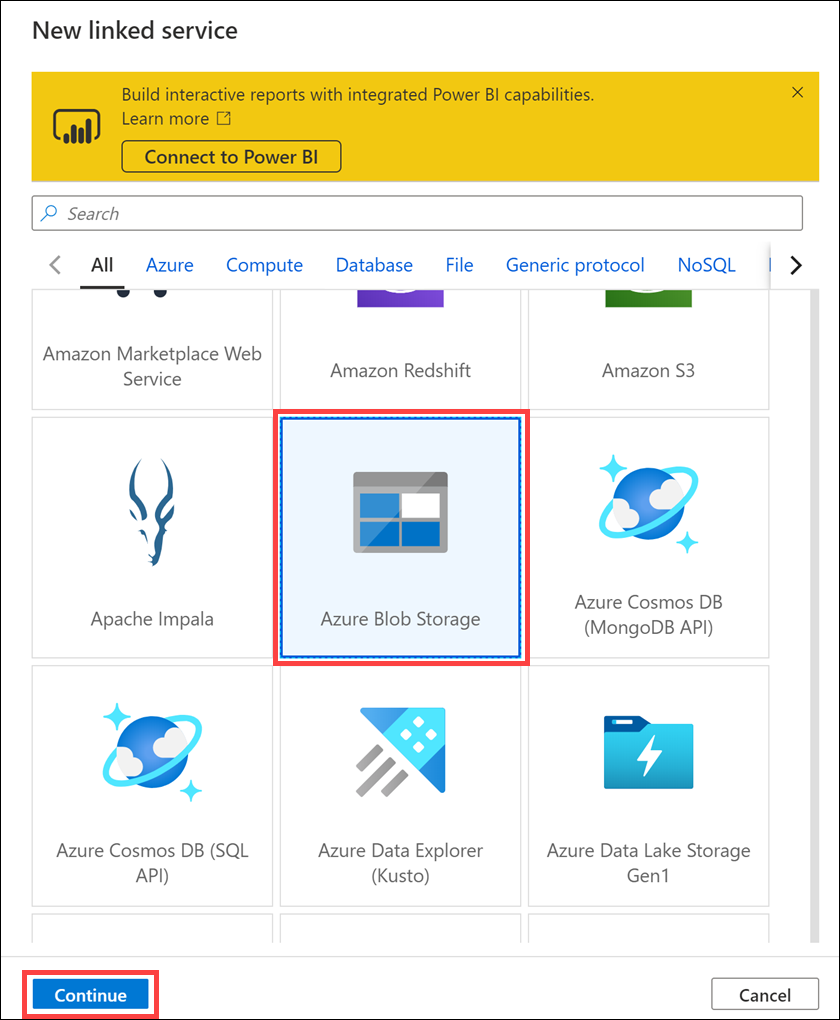 New linked service
Build interactive reports with integrated Power BI capabilities.
Learn more
Connect to Power BI
Search
All Azure Compute Database File Generic protocol NoSQL
Amazon Marketplace Web
Service
Amazon Redshift
Amazon S3
Apache Impala
Azure Blob Storage
Azure Cosmos DB
(MongoDB API)
Azure Cosmos DB (SQL
API)
Azure Data Explorer
(Kusto)
Azure Data Lake Storage
Gen1
Continue
Cancel